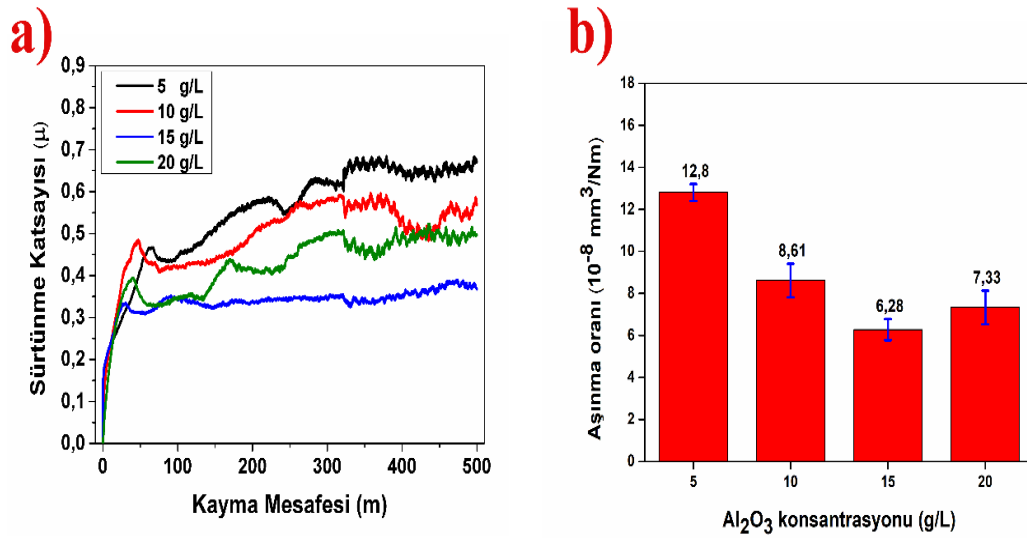 a)
Sürtünme Katsayısı (μ)
0,9
0,8
0,7
0,6
0,5
0,4
0,3
0,2
0,1
0,0
5 g/L
10 g/L
15 g/L
20 g/L
0 100 200 300 400 500
Kayma Mesafesi (m)
b)
Aşınma oranı (10⁻⁸ mm³/Nm)
18
16
14
12
10
8
6
4
2
0
12,8
8,61
6,28
7,33
5 10 15 20
Al₂O₃ konsantrasyonu (g/L)